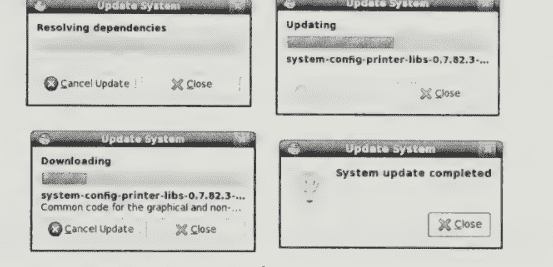 Update System
Resolving dependencies
Cancel Update
Close
Update System
Updating
system-config-printer-libs-0.7.82.3-...
Close
Update System
Downloading
system-config-printer-libs-0.7.82.3-...
Common code for the graphical and non-...
Cancel Update
Close
Update System
System update completed
Close